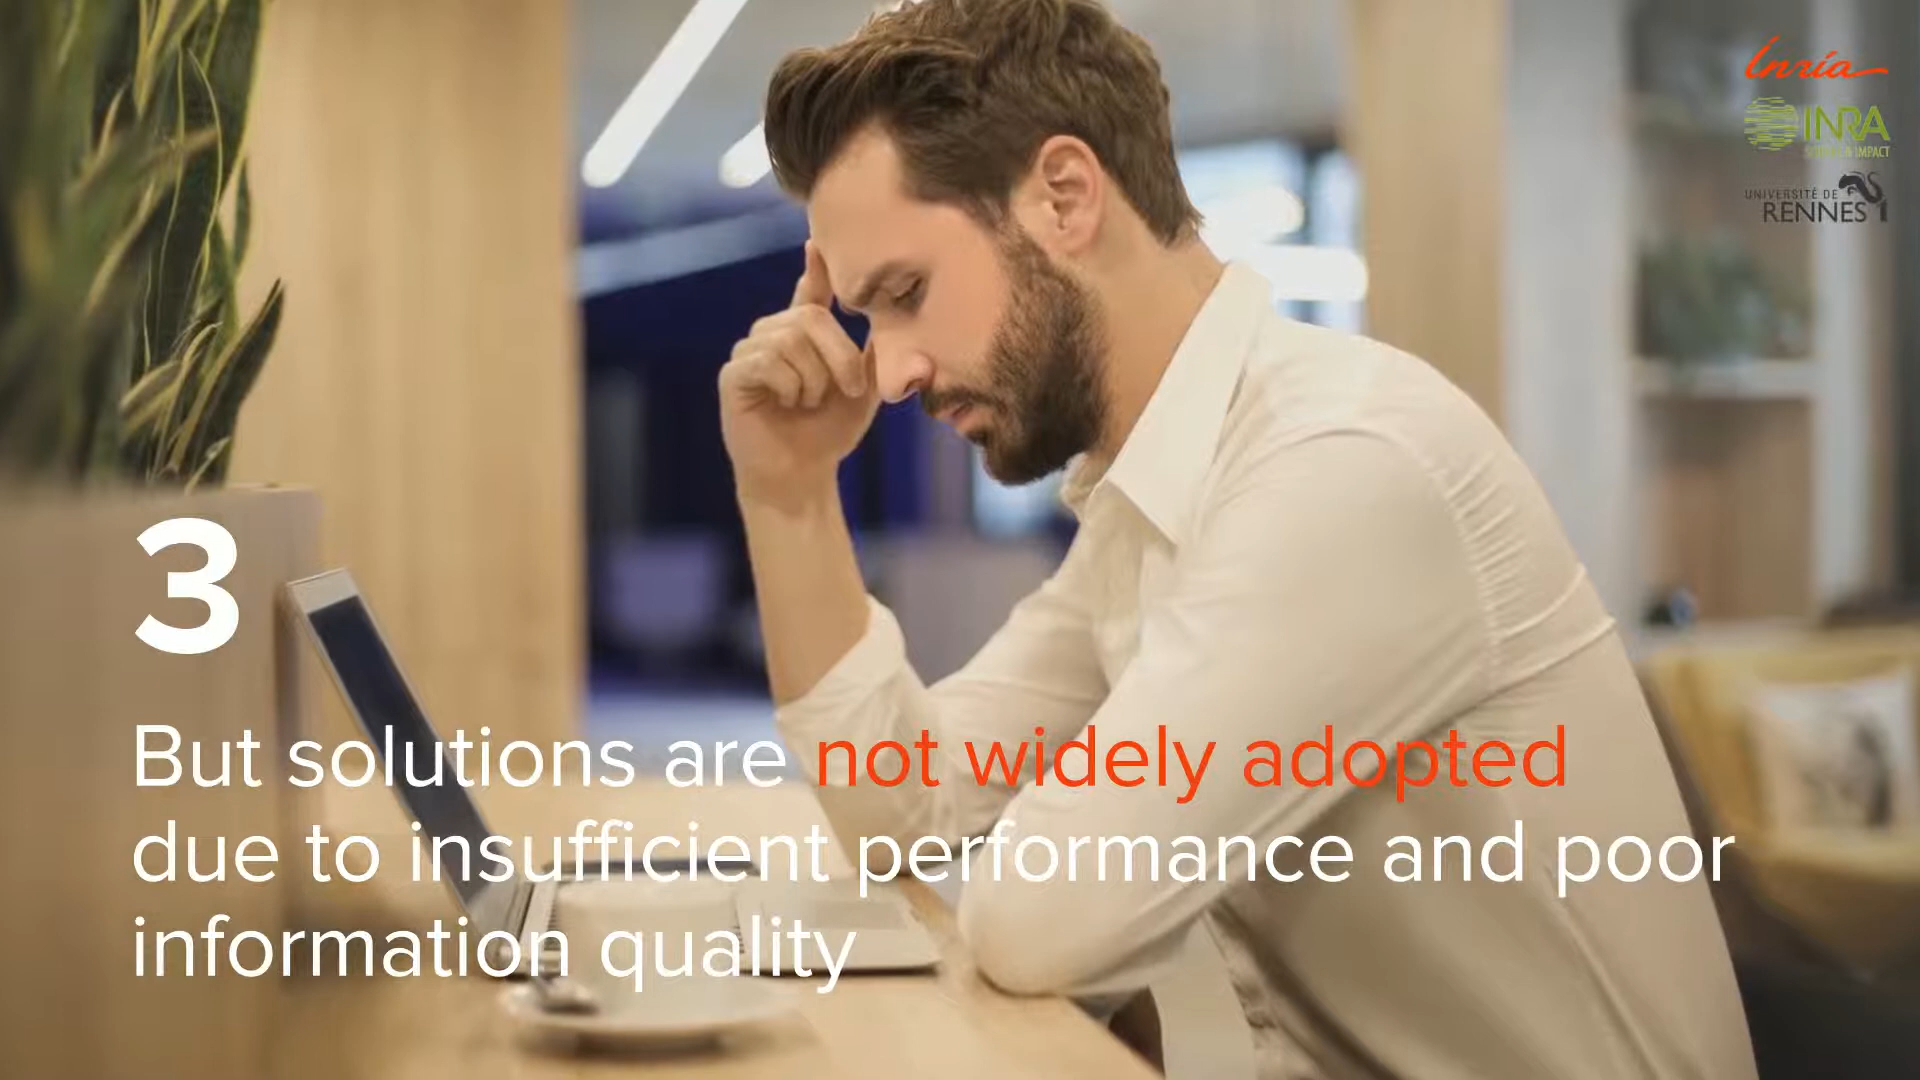 Inria
INRA
SCIENCE & IMPACT
UNIVERSITÉ DE
RENNES 1
3
But solutions are not widely adopted
due to insufficient performance and poor
information quality